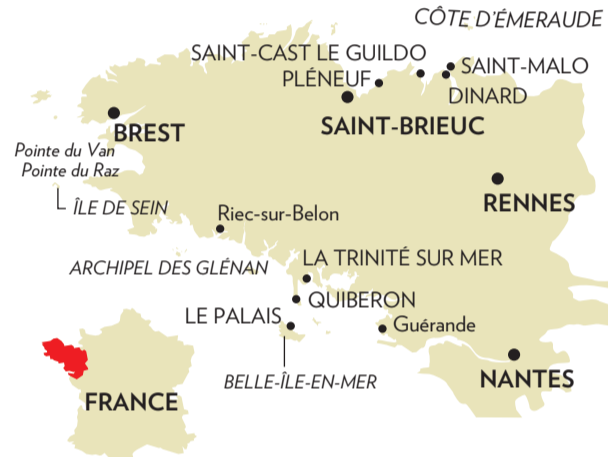 CÔTE D'ÉMERAUDE
SAINT-CAST LE GUILDO
SAINT-MALO
PLÉNEUF
DINARD
BREST
SAINT-BRIEUC
Pointe du Van
Pointe du Raz
RENNES
ÎLE DE SEIN
Riec-sur-Belon
LA TRINITÉ SUR MER
ARCHIPEL DES GLÉNAN
QUIBERON
LE PALAIS
Guérande
BELLE-ÎLE-EN-MER
NANTES
FRANCE